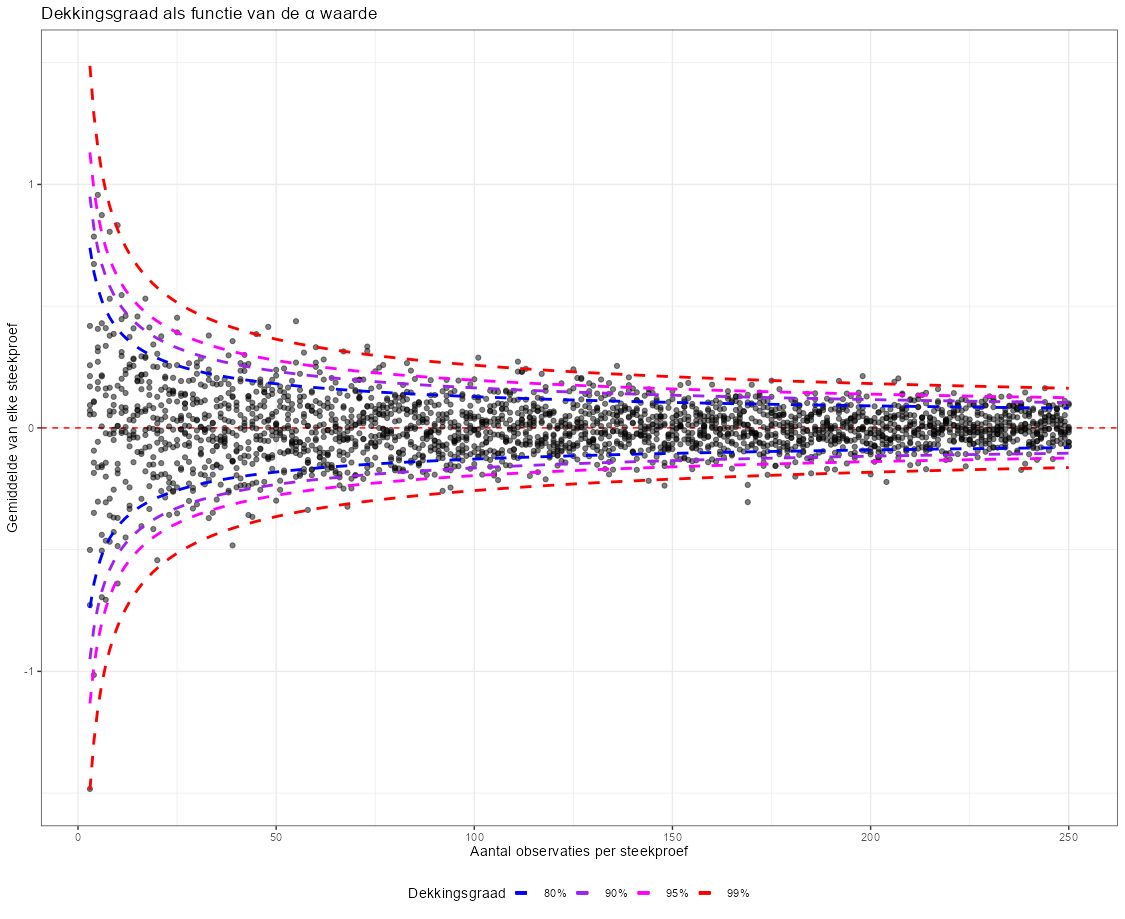 Dekkingsgraad als functie van de α waarde
Gemiddelde van elke steekproef
1
0
-1
0 50 100 150 200 250
Aantal observaties per steekproef
Dekkingsgraad 80% 90% 95% 99%